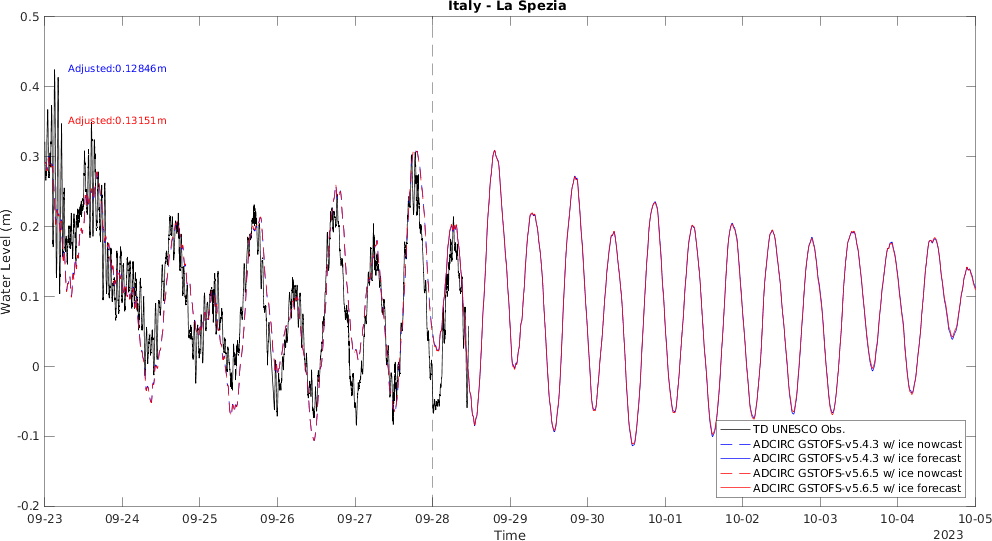 Italy - La Spezia
0.5
0.4
0.3
0.2
0.1
0
-0.1
-0.2
Water Level (m)
Adjusted:0.12846m
Adjusted:0.13151m
TD UNESCO Obs.
ADCIRC GSTOFS-v5.4.3 w/ ice nowcast
ADCIRC GSTOFS-v5.4.3 w/ ice forecast
ADCIRC GSTOFS-v5.6.5 w/ ice nowcast
ADCIRC GSTOFS-v5.6.5 w/ ice forecast
09-23 09-24 09-25 09-26 09-27 09-28 09-29 09-30 10-01 10-02 10-03 10-04 10-05
Time
2023